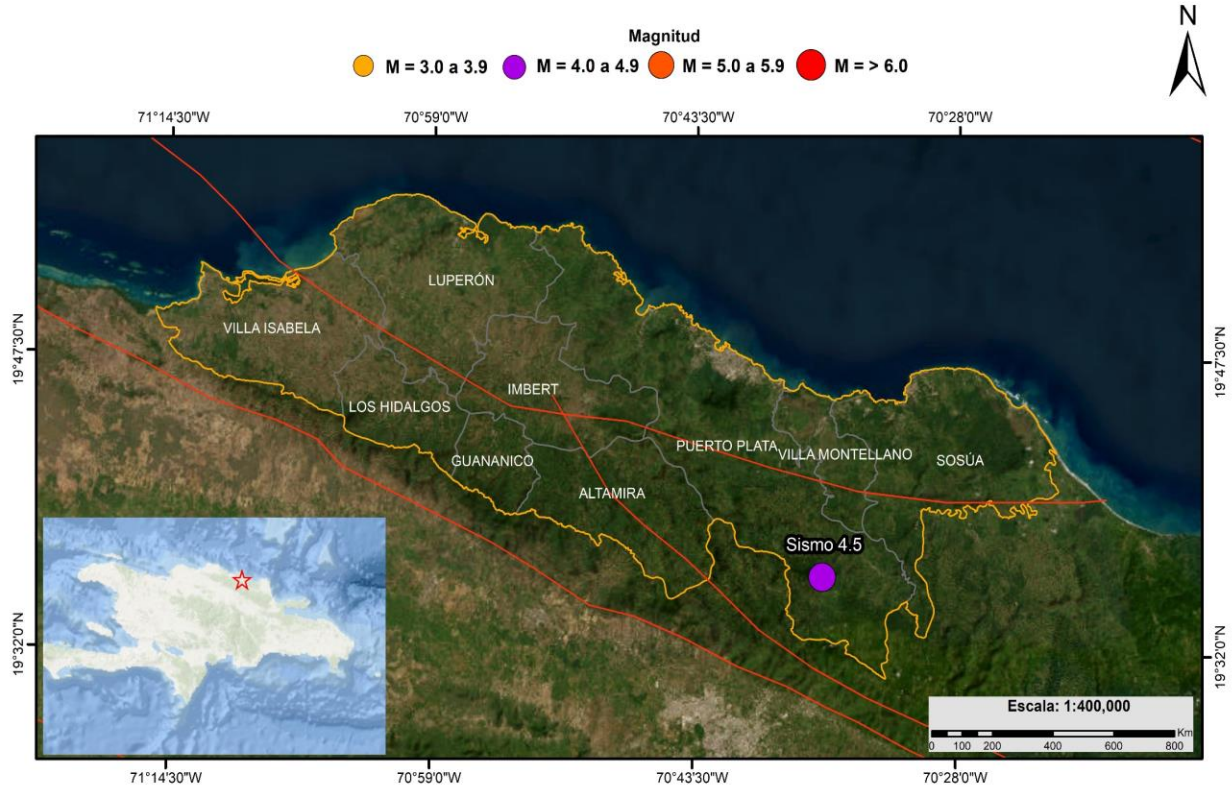 N
Magnitud
M = 3.0 a 3.9 M = 4.0 a 4.9 M = 5.0 a 5.9 M = > 6.0
71°14'30"W 70°59'0"W 70°43'30"W 70°28'0"W
19°47'30"N
19°47'30"N
LUPERÓN
VILLA ISABELA
IMBERT
LOS HIDALGOS
PUERTO PLATA
VILLA MONTELLANO
SOSÚA
GUANANICO
ALTAMIRA
Sismo 4.5
19°32'0"N
19°32'0"N
Escala: 1:400,000
Km
0 100 200 400 600 800
71°14'30"W 70°59'0"W 70°43'30"W 70°28'0"W